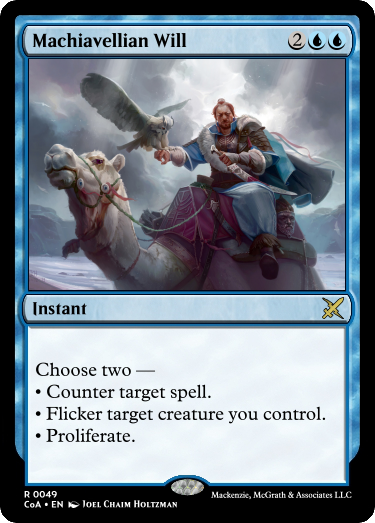 Machiavellian Will 2
Instant
Choose two —
• Counter target spell.
• Flicker target creature you control.
• Proliferate.
R 0049
CoA • EN Joel Chaim Holtzman
Mackenzie, McGrath & Associates LLC